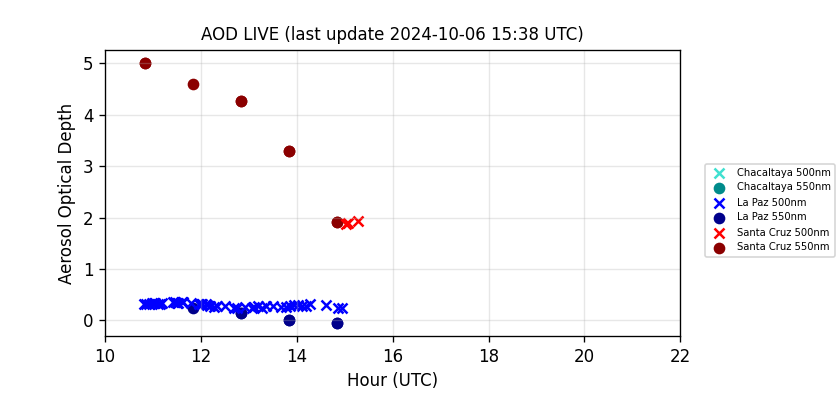 AOD LIVE (last update 2024-10-06 15:38 UTC)
Aerosol Optical Depth
5
4
3
2
1
0
10 12 14 16 18 20 22
Hour (UTC)
Chacaltaya 500nm
Chacaltaya 550nm
La Paz 500nm
La Paz 550nm
Santa Cruz 500nm
Santa Cruz 550nm